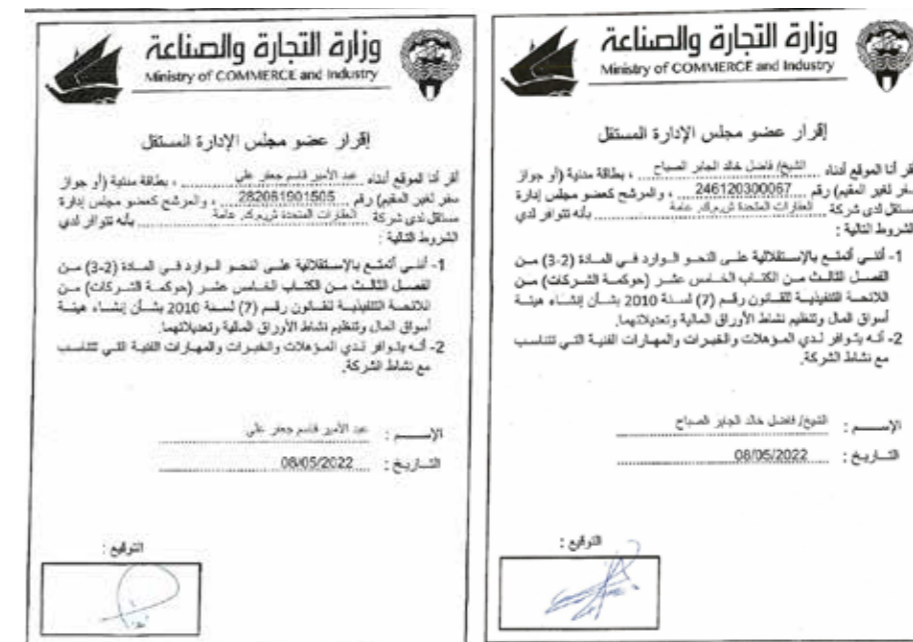 وزارة التجارة والصناعة
Ministry of COMMERCE and Industry
إقرار عضو مجلس الإدارة المستقل
أقر أنا الموقع أدناه عبد الأمير قاسم جعفر علي ، بطاقة مدنية (أو جواز
سفر لغير المقيم) رقم 282061901505 ، والمرشح كعضو مجلس إدارة
مستقل لدى شركة العقارات المتحدة ش.م.ك. عامة بأنه تتوافر لدي
الشروط التالية :
1- أنني أتمتع بالإستقلالية على النحو الوارد في المادة (2-3) من
الفصل الثالث من الكتاب الخامس عشر (حوكمة الشركات) من
اللائحة التنفيذية للقانون رقم (7) لسنة 2010 بشأن إنشاء هيئة
أسواق المال وتنظيم نشاط الأوراق المالية وتعديلاتهما.
2- أنه يتوافر لدي المؤهلات والخبرات والمهارات الفنية التي تتناسب
مع نشاط الشركة.
الإســـم : عبد الأمير قاسم جعفر علي
التــاريخ : 08/05/2022
التوقيع :
وزارة التجارة والصناعة
Ministry of COMMERCE and Industry
إقرار عضو مجلس الإدارة المستقل
قر أنا الموقع أدناه الشيخ/ فاضل خالد الجابر الصباح ، بطاقة مدنية (أو جواز
سفر لغير المقيم) رقم 246120300067 ، والمرشح كعضو مجلس إدارة
مستقل لدى شركة العقارات المتحدة ش.م.ك. عامة بأنه تتوافر لدي
الشروط التالية :
1- أنني أتمتع بالإستقلالية على النحو الوارد في المادة (2-3) من
الفصل الثالث من الكتاب الخامس عشر (حوكمة الشركات) من
اللائحة التنفيذية للقانون رقم (7) لسنة 2010 بشأن إنشاء هيئة
أسواق المال وتنظيم نشاط الأوراق المالية وتعديلاتهما.
2- أنه يتوافر لدي المؤهلات والخبرات والمهارات الفنية التي تتناسب
مع نشاط الشركة.
الإســـم : الشيخ/ فاضل خالد الجابر الصباح
التــاريخ : 08/05/2022
التوقيع :